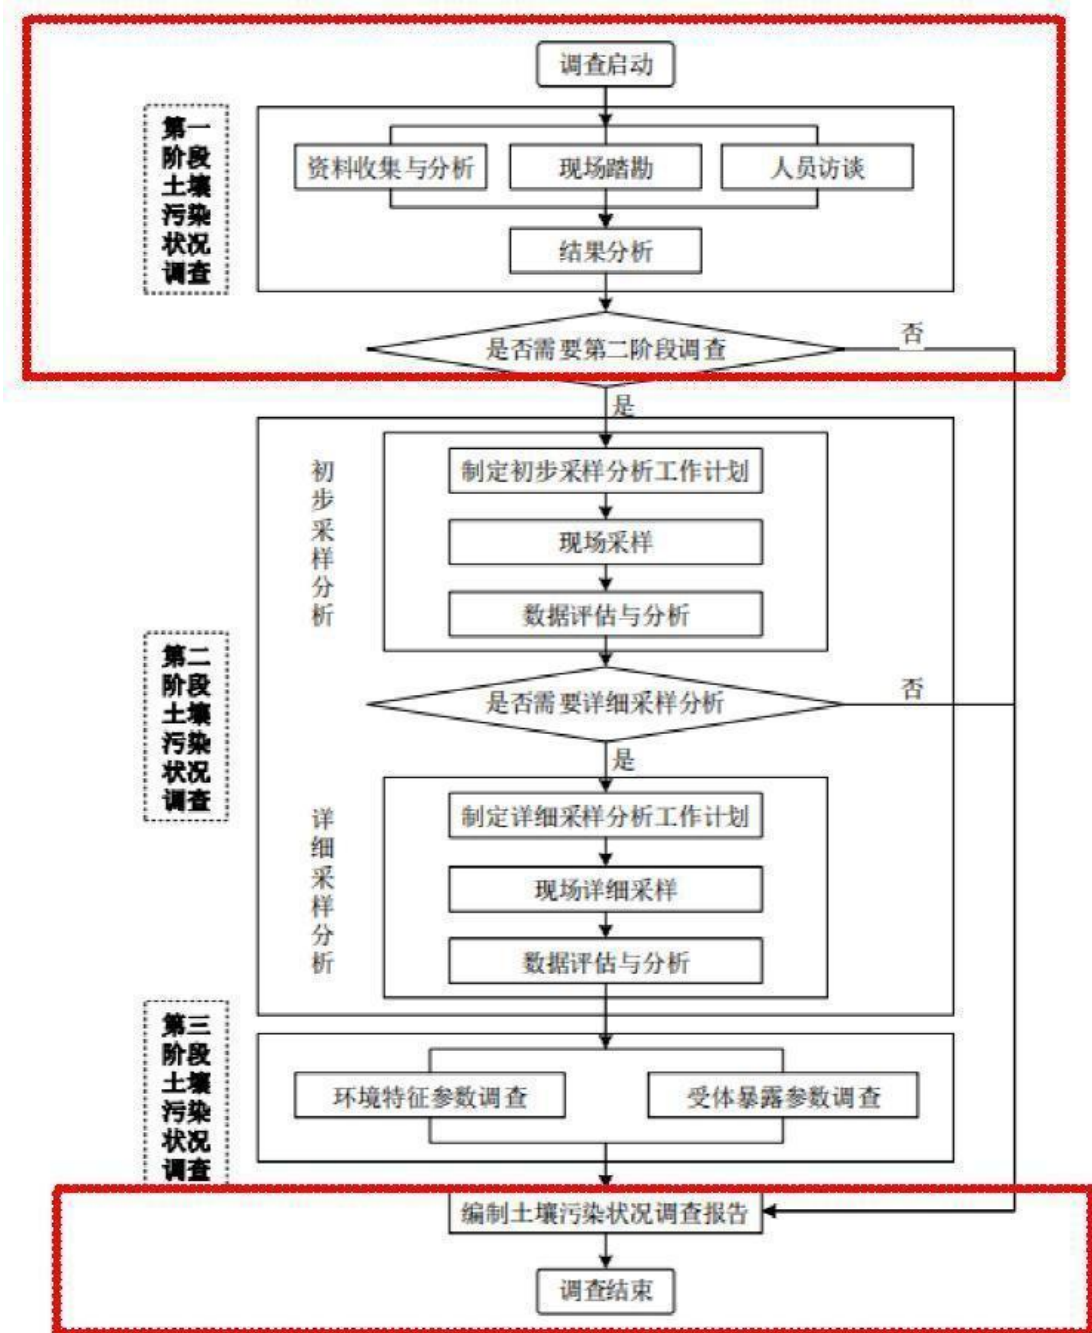 调查启动
第一
阶段
土壤
污染
状况
调查
资料收集与分析
现场踏勘
人员访谈
结果分析
是否需要第二阶段调查
否
是
初
步
采
样
分
析
制定初步采样分析工作计划
现场采样
数据评估与分析
第二
阶段
土壤
污染
状况
调查
是否需要详细采样分析
否
是
详
细
采
样
分
析
制定详细采样分析工作计划
现场详细采样
数据评估与分析
第三
阶段
土壤
污染
状况
调查
环境特征参数调查
受体暴露参数调查
编制土壤污染状况调查报告
调查结束